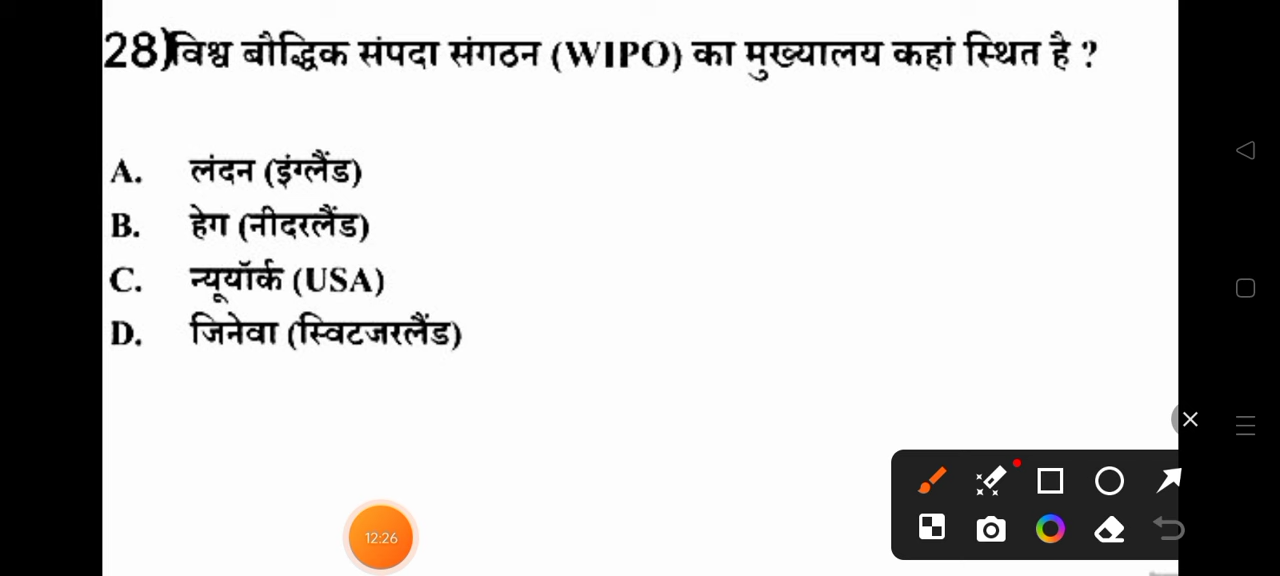 28)विश्व बौद्धिक संपदा संगठन (WIPO) का मुख्यालय कहां स्थित है ?
A. लंदन (इंग्लैंड)
B. हेग (नीदरलैंड)
C. न्यूयॉर्क (USA)
D. जिनेवा (स्विटजरलैंड)
12:26